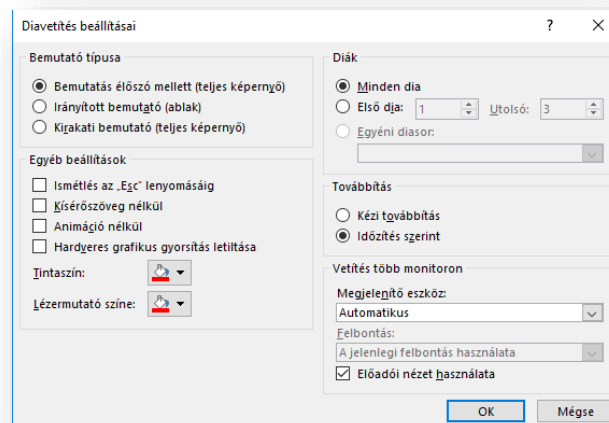 Diavetítés beállításai
Bemutató típusa
Bemutatás élőszó mellett (teljes képernyő)
Irányított bemutató (ablak)
Kirakati bemutató (teljes képernyő)
Egyéb beállítások
Ismétlés az „Esc” lenyomásáig
Kísérőszöveg nélkül
Animáció nélkül
Hardveres grafikus gyorsítás letiltása
Tintaszín:
Lézermutató színe:
Diák
Minden dia
Első dia: 1 Utolsó: 3
Egyéni diasor:
Továbbítás
Kézi továbbítás
Időzítés szerint
Vetítés több monitoron
Megjelenítő eszköz:
Automatikus
Felbontás:
A jelenlegi felbontás használata
Előadói nézet használata
OK Mégse